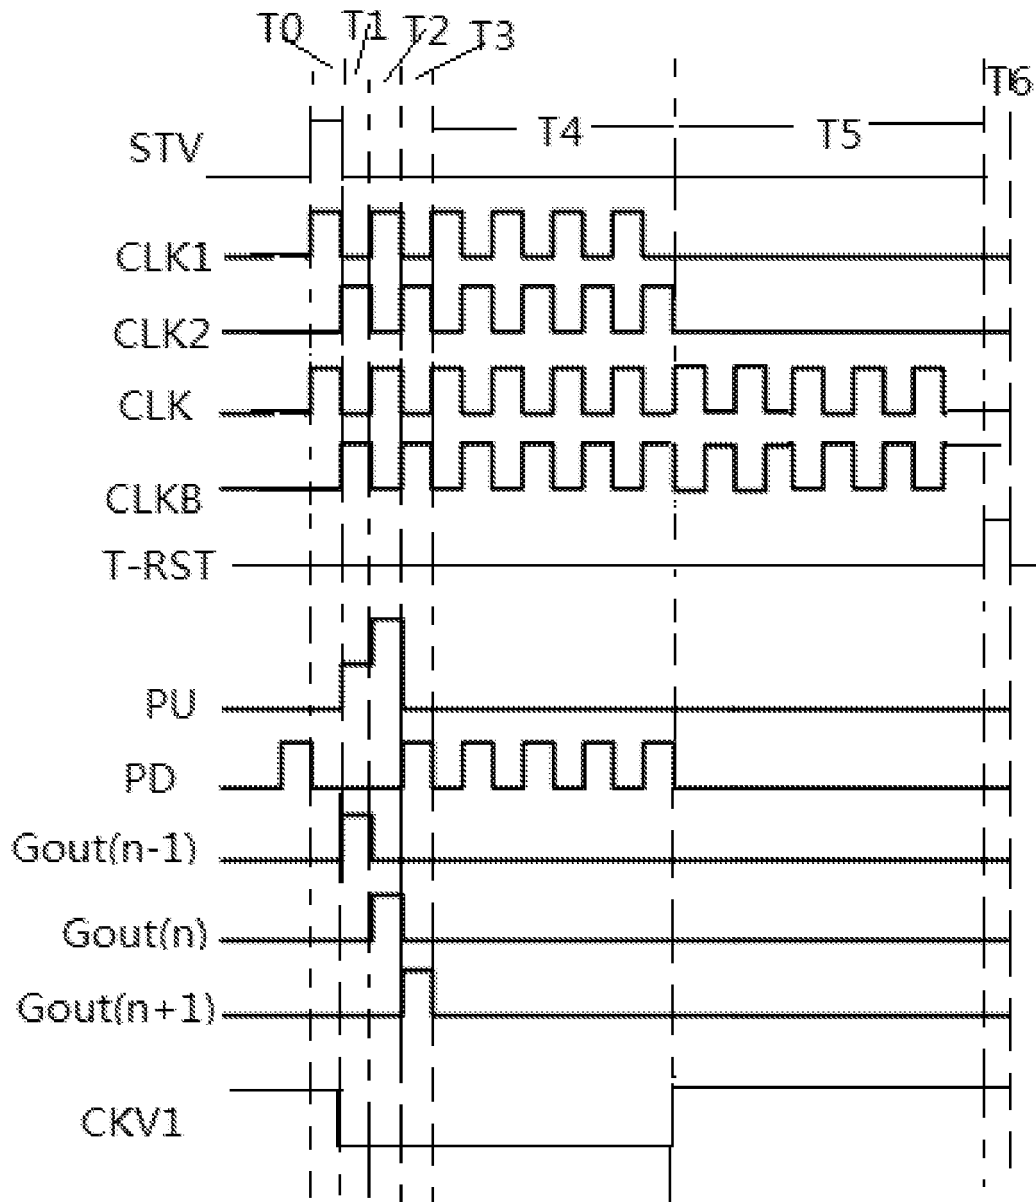 T0 T1 T2 T3 T6
STV T4 T5
CLK1
CLK2
CLK
CLKB
T-RST
PU
PD
Gout(n-1)
Gout(n)
Gout(n+1)
CKV1